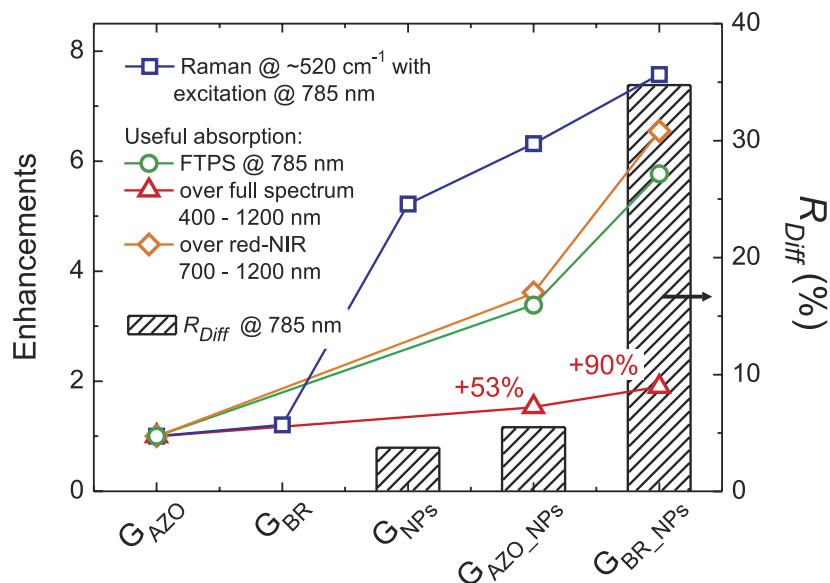 Raman @ ~520 cm⁻¹ with
excitation @ 785 nm
Useful absorption:
FTPS @ 785 nm
over full spectrum
400 - 1200 nm
over red-NIR
700 - 1200 nm
R_Diff @ 785 nm
+53%
+90%
Enhancements
8
6
4
2
0
R_Diff (%)
40
30
20
10
0
G_AZO
G_BR
G_NPs
G_AZO_NPs
G_BR_NPs